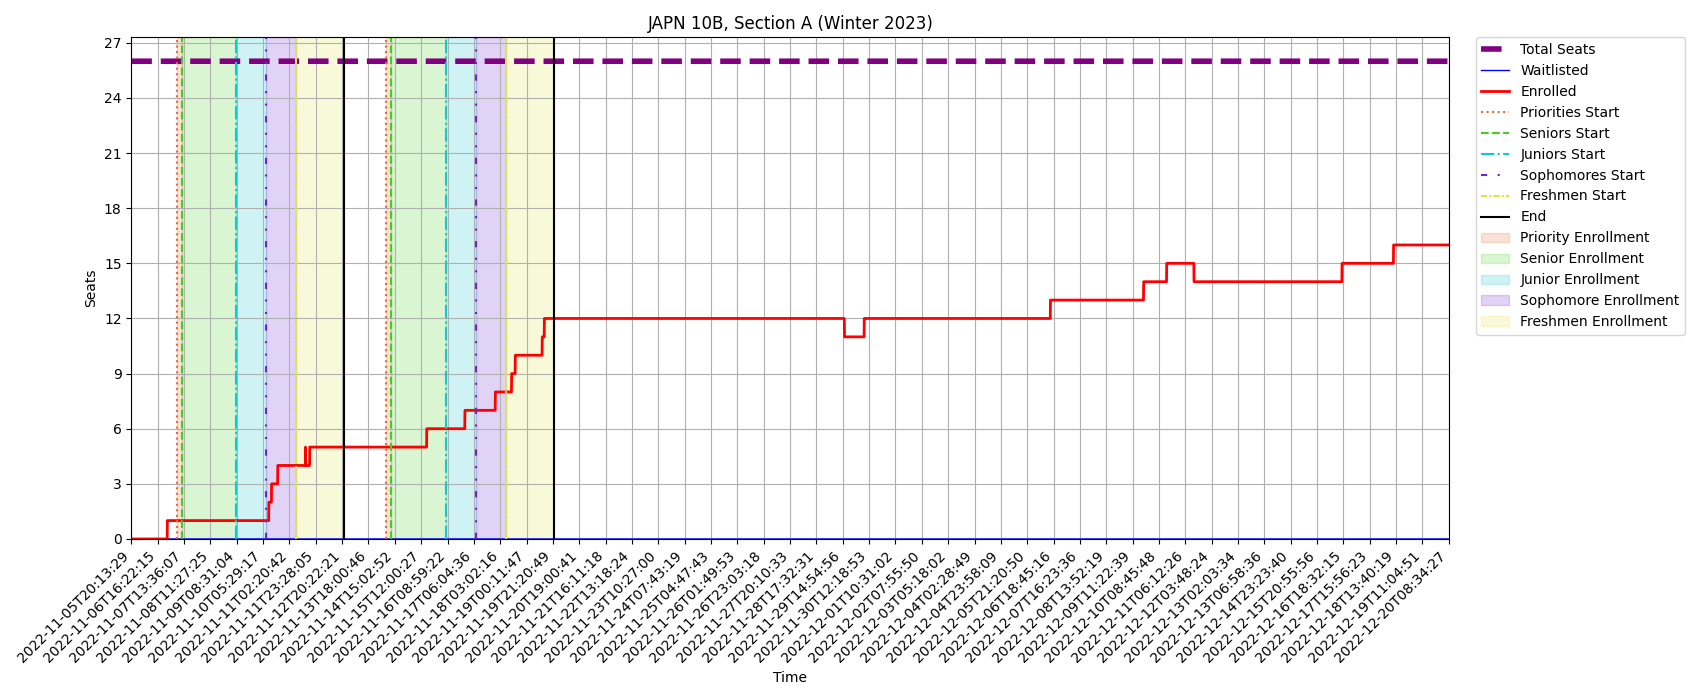 JAPN 10B, Section A (Winter 2023)
27
24
21
18
15
12
9
6
3
0
Seats
2022-11-05T20:13:29
2022-11-06T16:22:15
2022-11-07T13:36:07
2022-11-08T11:27:25
2022-11-09T08:31:04
2022-11-10T05:29:17
2022-11-11T02:20:42
2022-11-11T23:28:05
2022-11-12T20:22:21
2022-11-13T18:00:46
2022-11-14T15:02:52
2022-11-15T12:00:27
2022-11-16T08:59:22
2022-11-17T06:04:36
2022-11-18T03:02:16
2022-11-19T00:11:47
2022-11-19T21:20:49
2022-11-20T19:00:41
2022-11-21T16:11:18
2022-11-22T13:18:24
2022-11-23T10:27:00
2022-11-24T07:43:19
2022-11-25T04:47:43
2022-11-26T01:49:53
2022-11-26T23:03:18
2022-11-27T20:10:33
2022-11-28T17:32:31
2022-11-29T14:54:56
2022-11-30T12:18:53
2022-12-01T10:31:02
2022-12-02T07:55:50
2022-12-03T05:18:02
2022-12-04T02:28:49
2022-12-04T23:58:09
2022-12-05T21:20:50
2022-12-06T18:45:16
2022-12-07T16:23:36
2022-12-08T13:52:19
2022-12-09T11:22:39
2022-12-10T08:45:48
2022-12-11T06:12:26
2022-12-12T03:48:24
2022-12-13T02:03:34
2022-12-13T06:58:36
2022-12-14T23:23:40
2022-12-15T20:55:56
2022-12-16T18:32:15
2022-12-17T15:56:23
2022-12-18T13:40:19
2022-12-19T11:04:51
2022-12-20T08:34:27
Time
Total Seats
Waitlisted
Enrolled
Priorities Start
Seniors Start
Juniors Start
Sophomores Start
Freshmen Start
End
Priority Enrollment
Senior Enrollment
Junior Enrollment
Sophomore Enrollment
Freshmen Enrollment